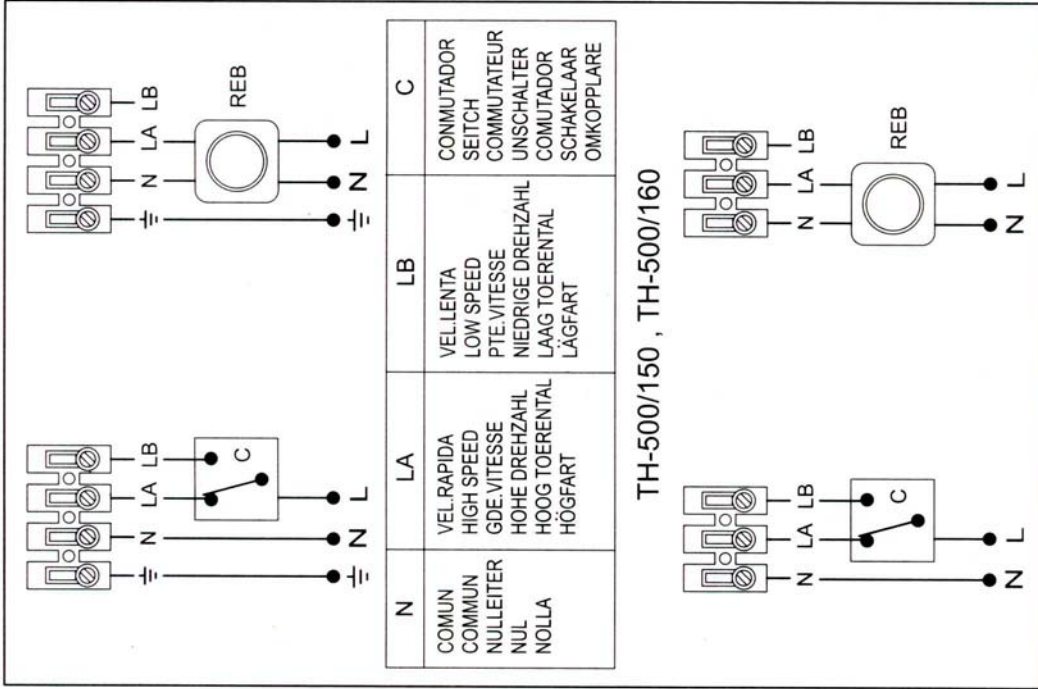 N LA LB N LA LB
C REB
N L N L
N LA LB C
COMUN
COMMUN
NULLEITER
NUL
NOLLA
VEL.RAPIDA
HIGH SPEED
GDE.VITESSE
HOHE DREHZAHL
HOOG TOERENTAL
HÖGFART
VEL.LENTA
LOW SPEED
PTE.VITESSE
NIEDRIGE DREHZAHL
LAAG TOERENTAL
LÄGFART
CONMUTADOR
SEITCH
COMMUTATEUR
UNSCHALTER
COMUTADOR
SCHAKELAAR
OMKOPPLARE
TH-500/150 , TH-500/160
N LA LB N LA LB
C REB
N L N L